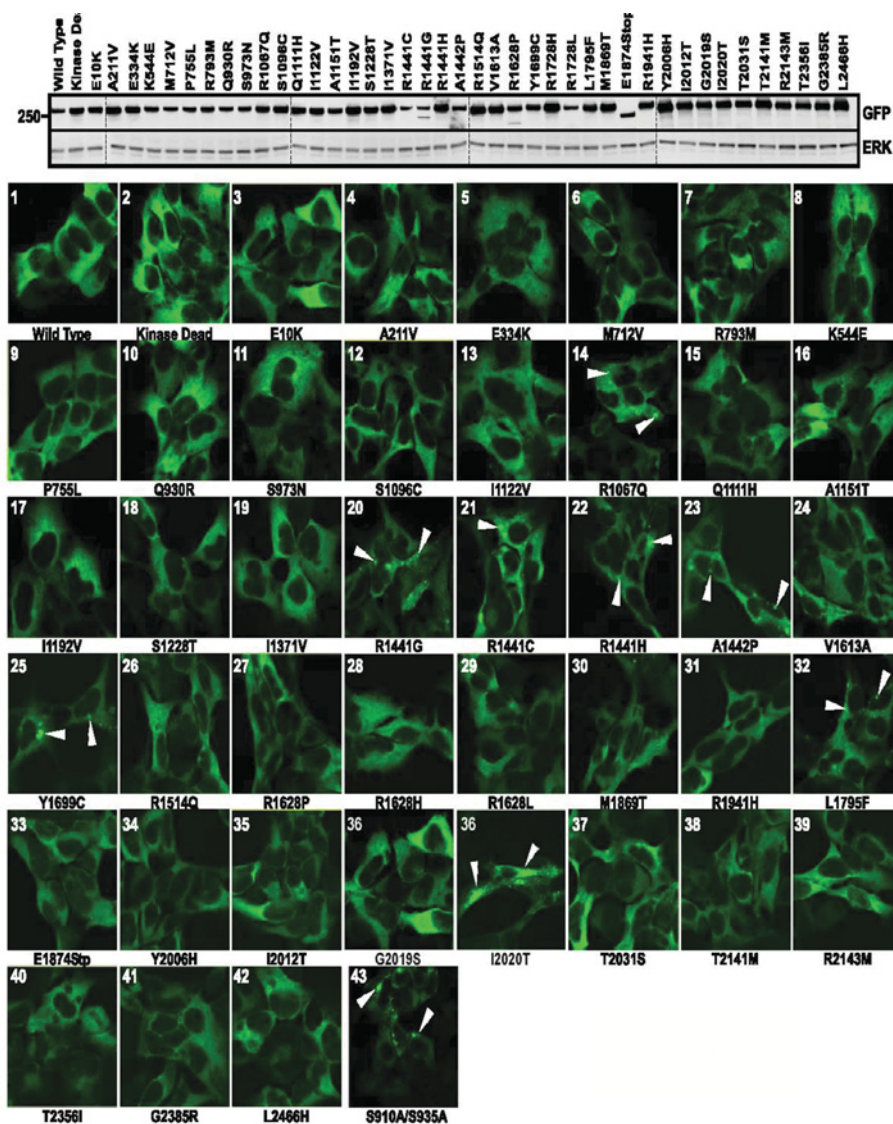 Wild Type
Kinase Dea
E10K
A211V
E334K
K544E
M712V
P755L
R793M
Q930R
S973N
R1067Q
S1096C
Q1111H
I1122V
A1151T
I1192V
S1228T
I1371V
R1441C
R1441G
R1441H
A1442P
R1514Q
V1613A
R1628P
Y1699C
R1728H
R1728L
L1795F
M1869T
E1874Stop
R1941H
Y2006H
I2012T
G2019S
I2020T
T2031S
T2141M
R2143M
T2356I
G2385R
L2466H
250
GFP
ERK
1 2 3 4 5 6 7 8
Wild Type Kinase Dead E10K A211V E334K M712V R793M K544E
9 10 11 12 13 14 15 16
P755L Q930R S973N S1096C I1122V R1067Q Q1111H A1151T
17 18 19 20 21 22 23 24
I1192V S1228T I1371V R1441G R1441C R1441H A1442P V1613A
25 26 27 28 29 30 31 32
Y1699C R1514Q R1628P R1628H R1628L M1869T R1941H L1795F
33 34 35 36 36 37 38 39
E1874Stp Y2006H I2012T G2019S I2020T T2031S T2141M R2143M
40 41 42 43
T2356I G2385R L2466H S910A/S935A